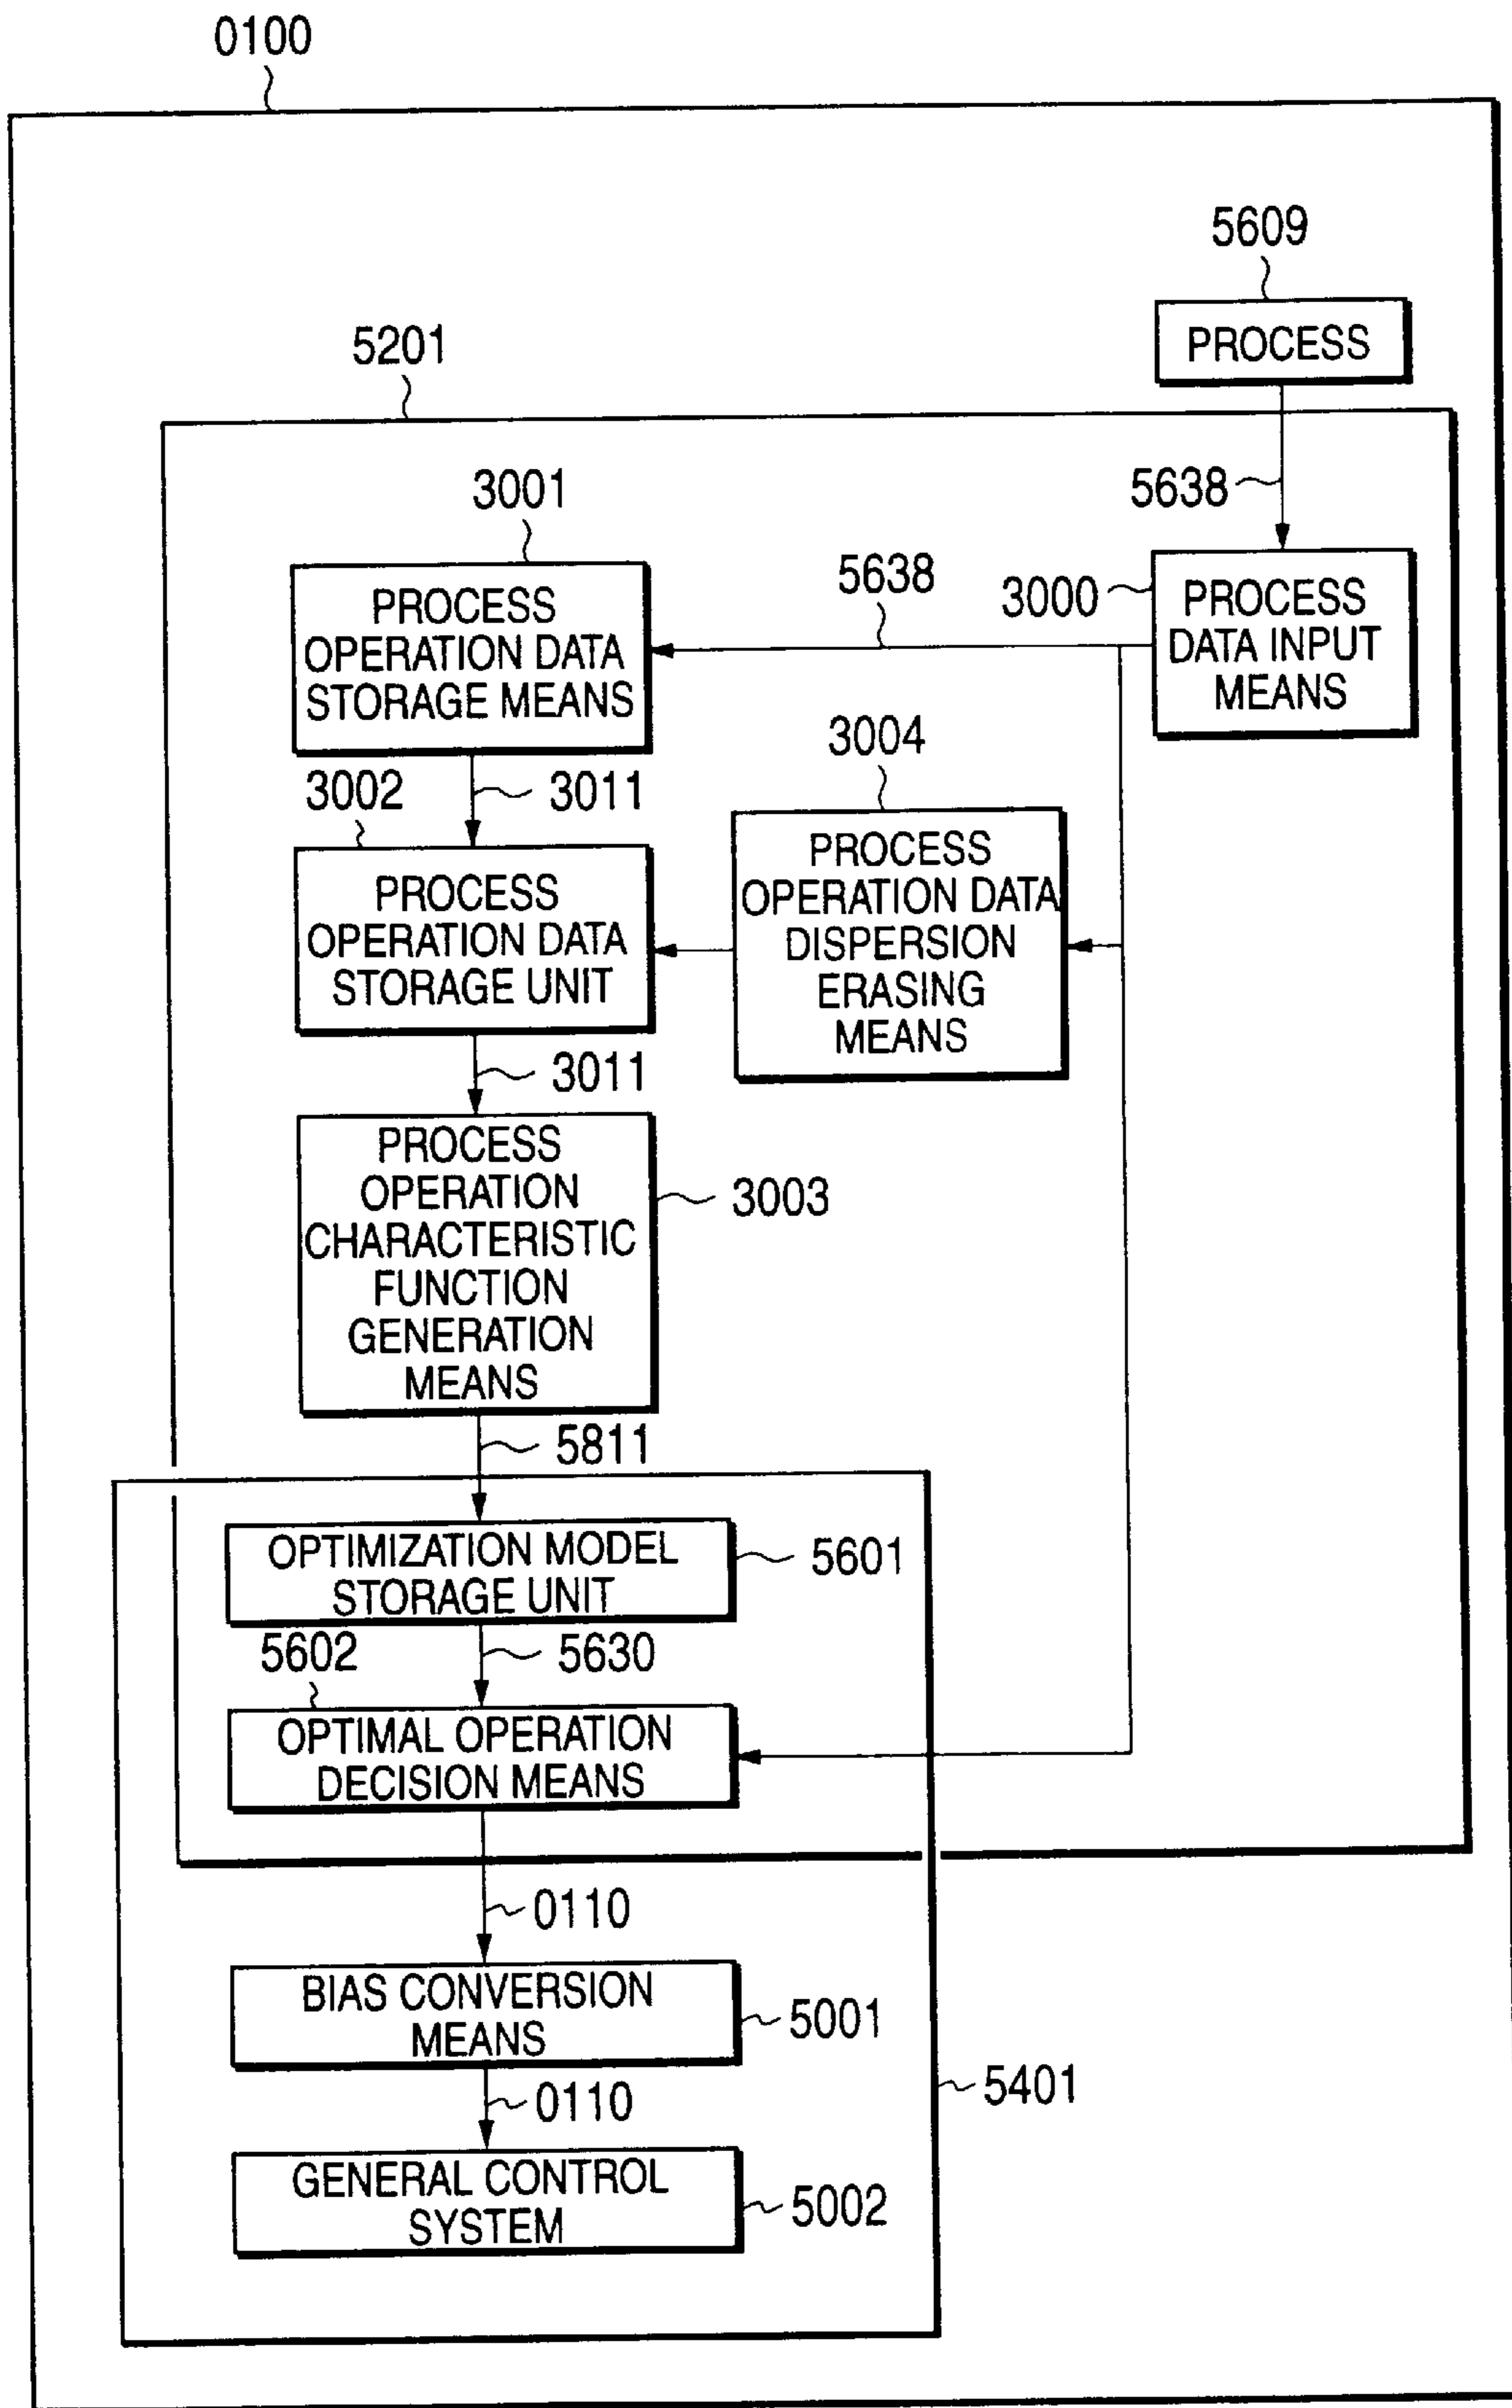 0100
5609
PROCESS
5201
5638
3001
PROCESS
OPERATION DATA
STORAGE MEANS
5638
3000
PROCESS
DATA INPUT
MEANS
3004
3002
3011
PROCESS
OPERATION DATA
DISPERSION
ERASING
MEANS
PROCESS
OPERATION DATA
STORAGE UNIT
3011
PROCESS
OPERATION
CHARACTERISTIC
FUNCTION
GENERATION
MEANS
3003
5811
OPTIMIZATION MODEL
STORAGE UNIT
5601
5602
5630
OPTIMAL OPERATION
DECISION MEANS
0110
BIAS CONVERSION
MEANS
5001
5401
0110
GENERAL CONTROL
SYSTEM
5002